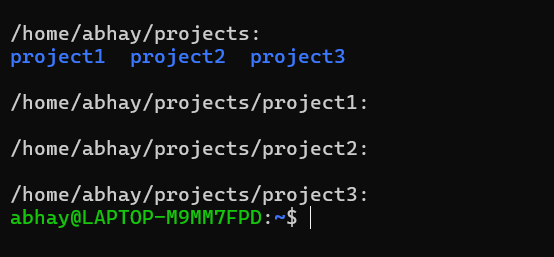 /home/abhay/projects:
project1  project2  project3
/home/abhay/projects/project1:
/home/abhay/projects/project2:
/home/abhay/projects/project3:
abhay@LAPTOP-M9MM7FPD:~$